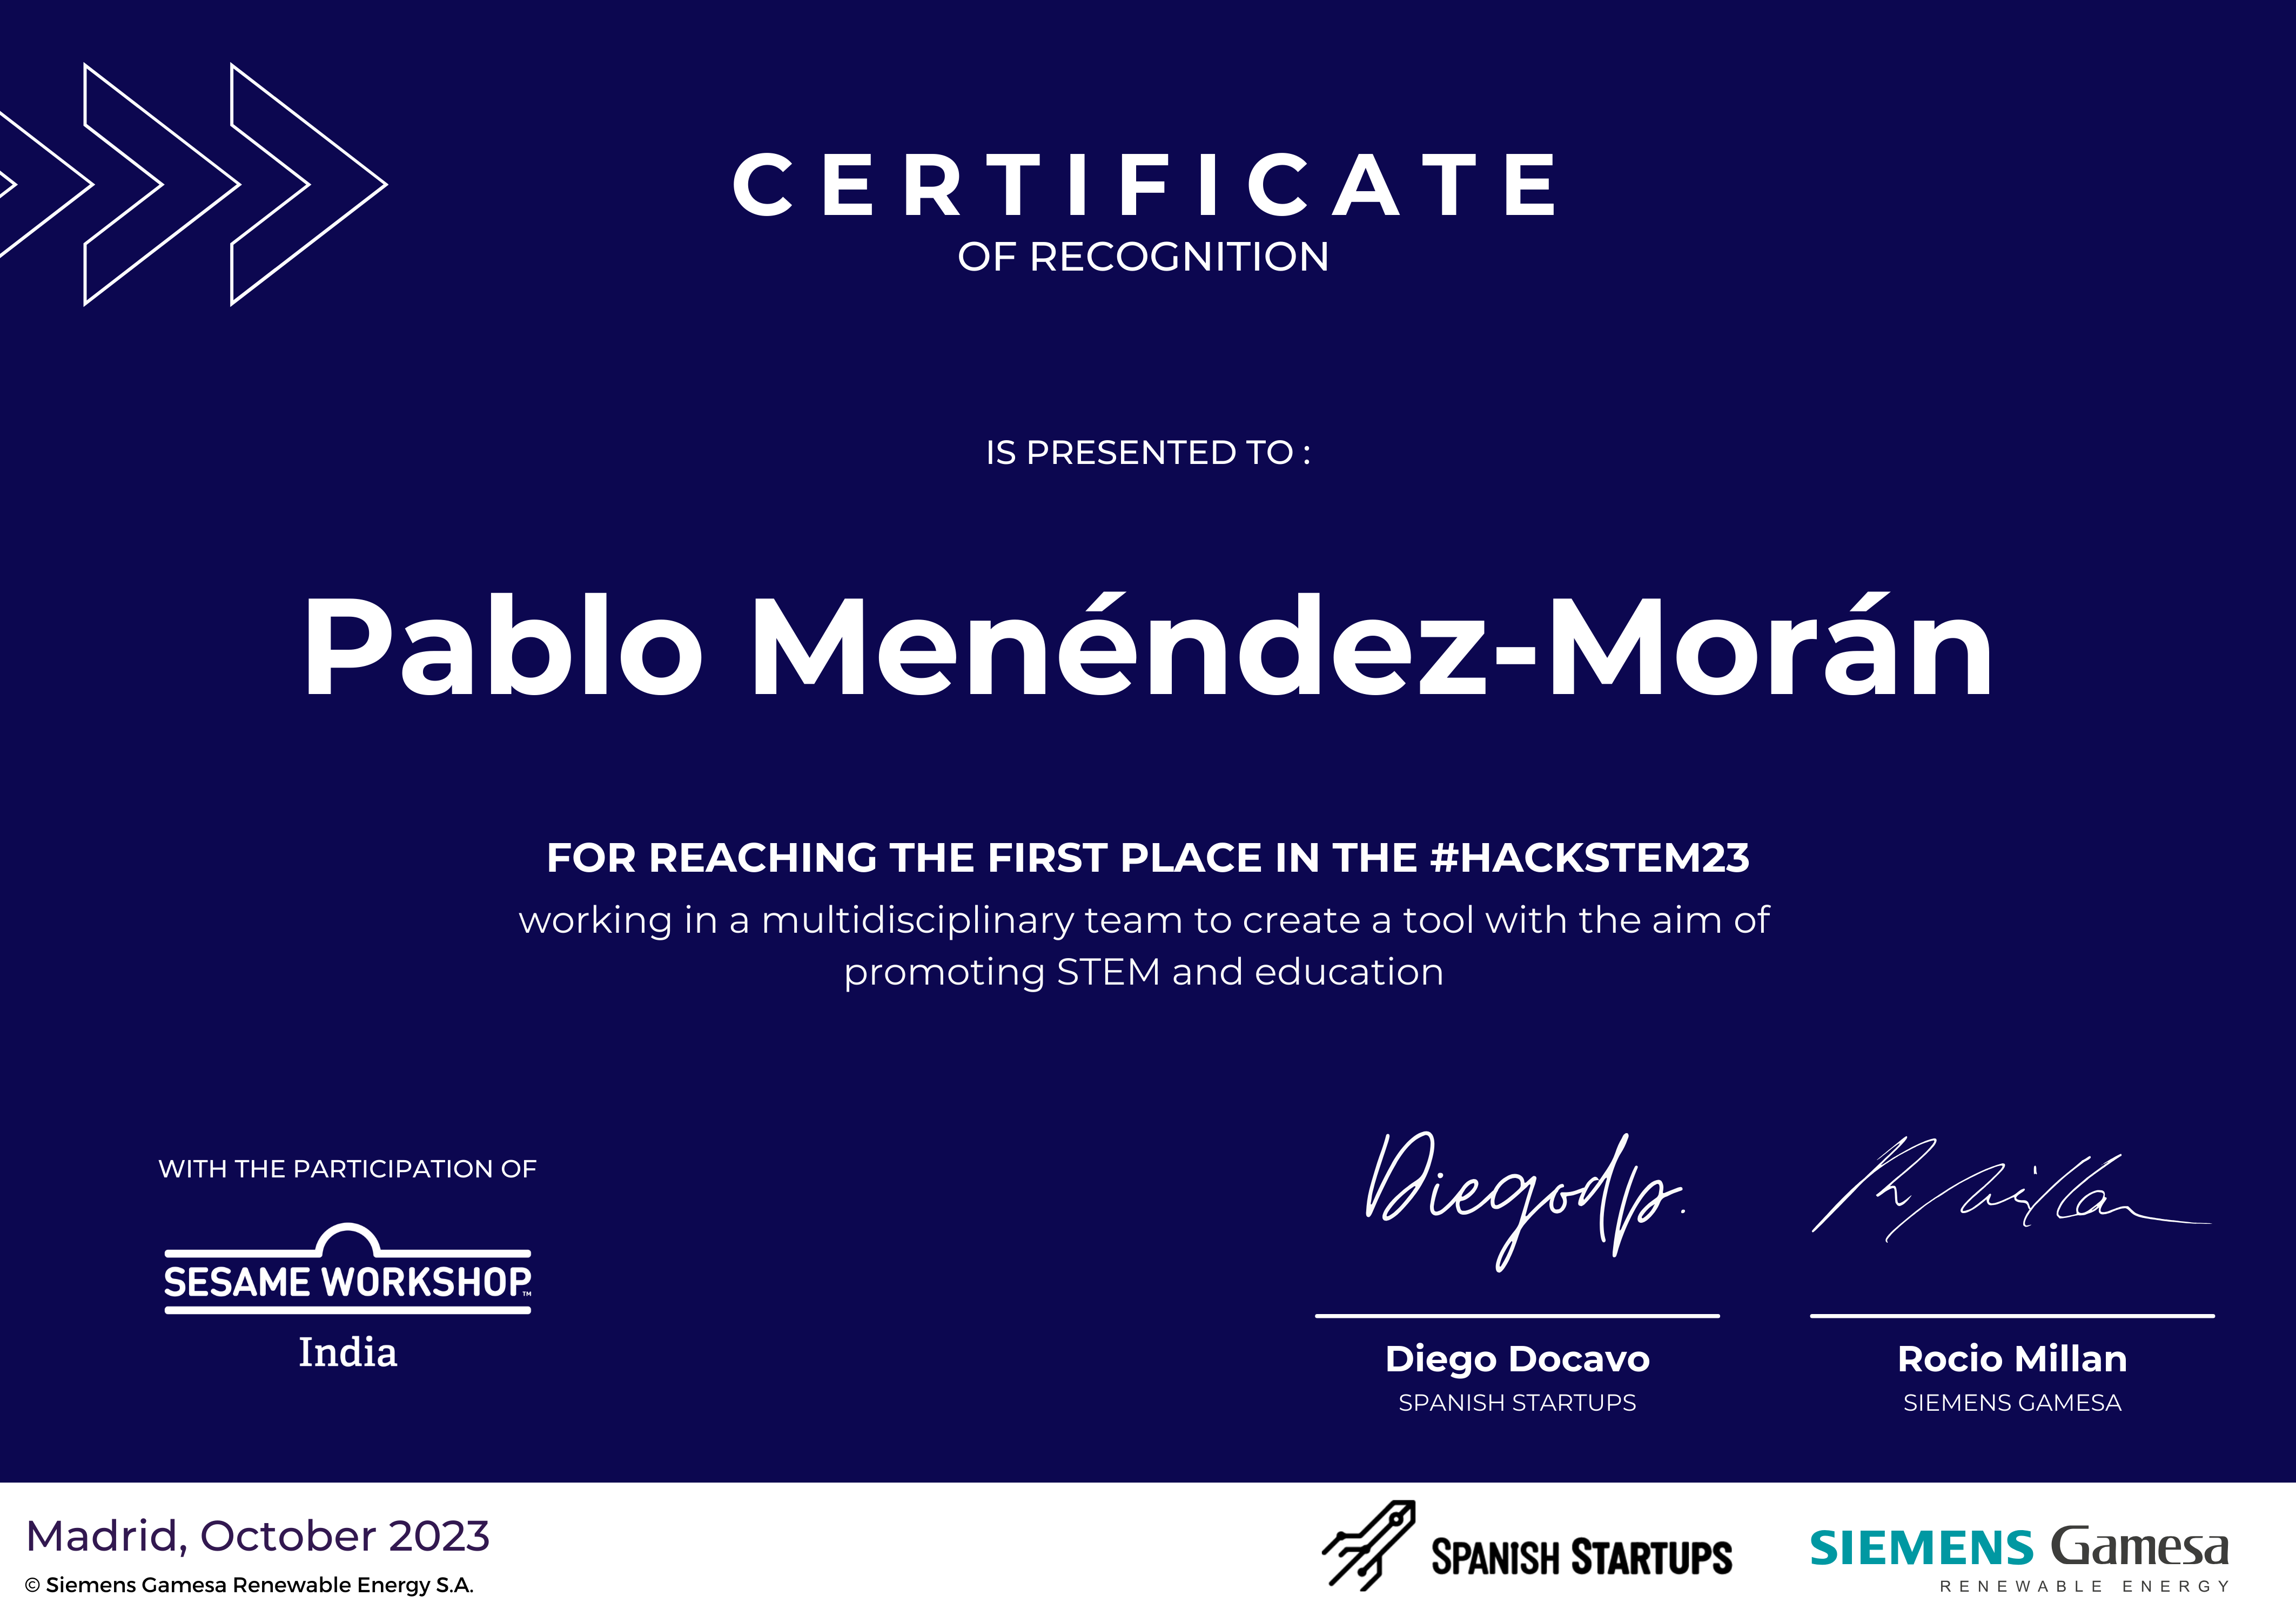 CERTIFICATE
OF RECOGNITION
IS PRESENTED TO :
Pablo Menéndez-Morán
FOR REACHING THE FIRST PLACE IN THE #HACKSTEM23
working in a multidisciplinary team to create a tool with the aim of
promoting STEM and education
WITH THE PARTICIPATION OF
SESAME WORKSHOP™
India
Diegodp.
R Millan
Diego Docavo
SPANISH STARTUPS
Rocio Millan
SIEMENS GAMESA
Madrid, October 2023
© Siemens Gamesa Renewable Energy S.A.
SPANISH STARTUPS
SIEMENS Gamesa
RENEWABLE ENERGY